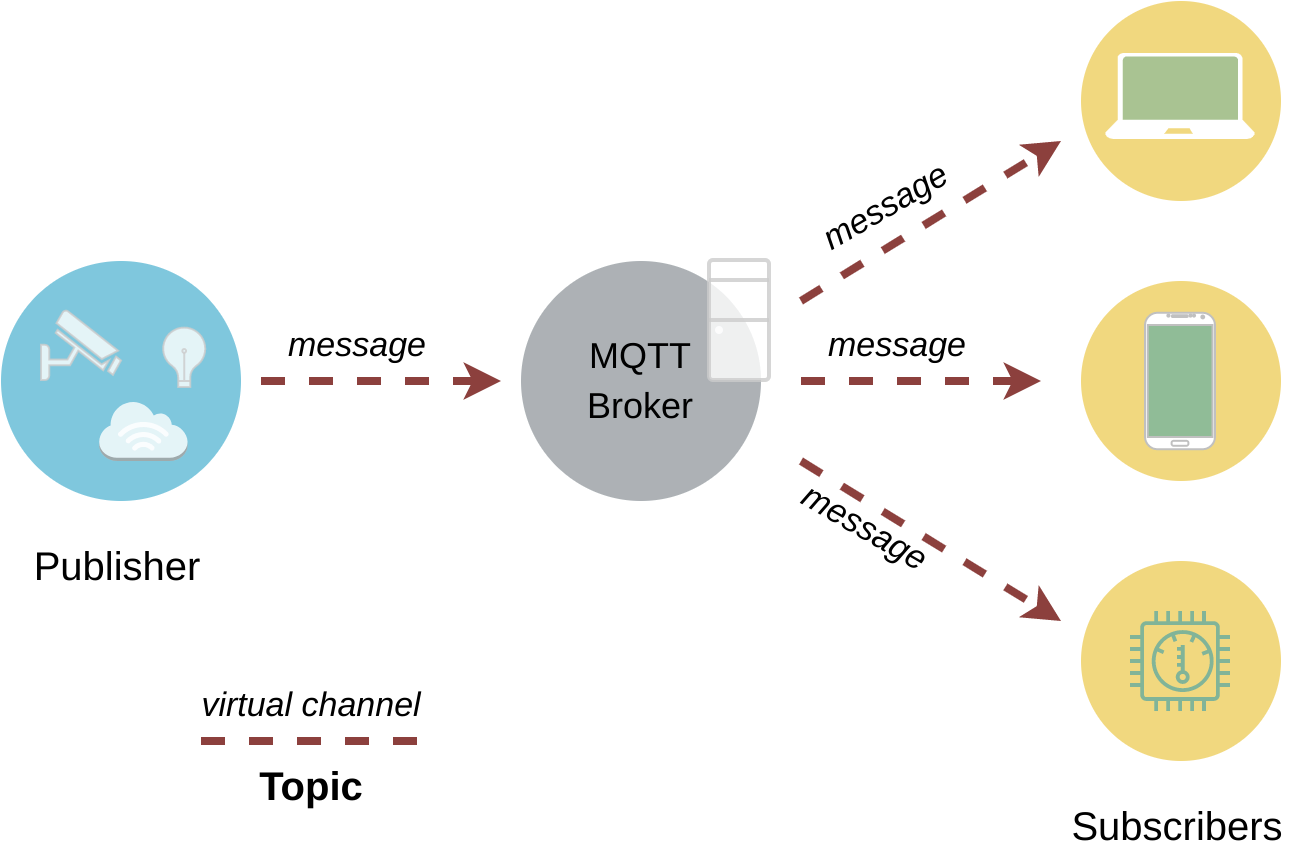 message
message
message
MQTT
Broker
message
Publisher
virtual channel
Topic
Subscribers